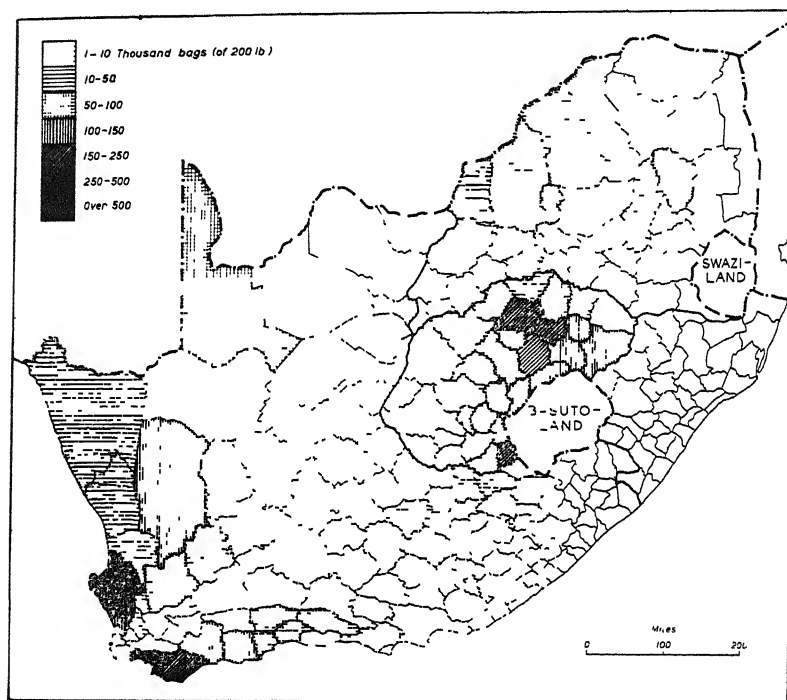 1-10 Thousand bags (of 200 lb)
10-50
50-100
100-150
150-250
250-500
Over 500
SWAZI-
LAND
3-SUTO-
LAND
Miles
0 100 200